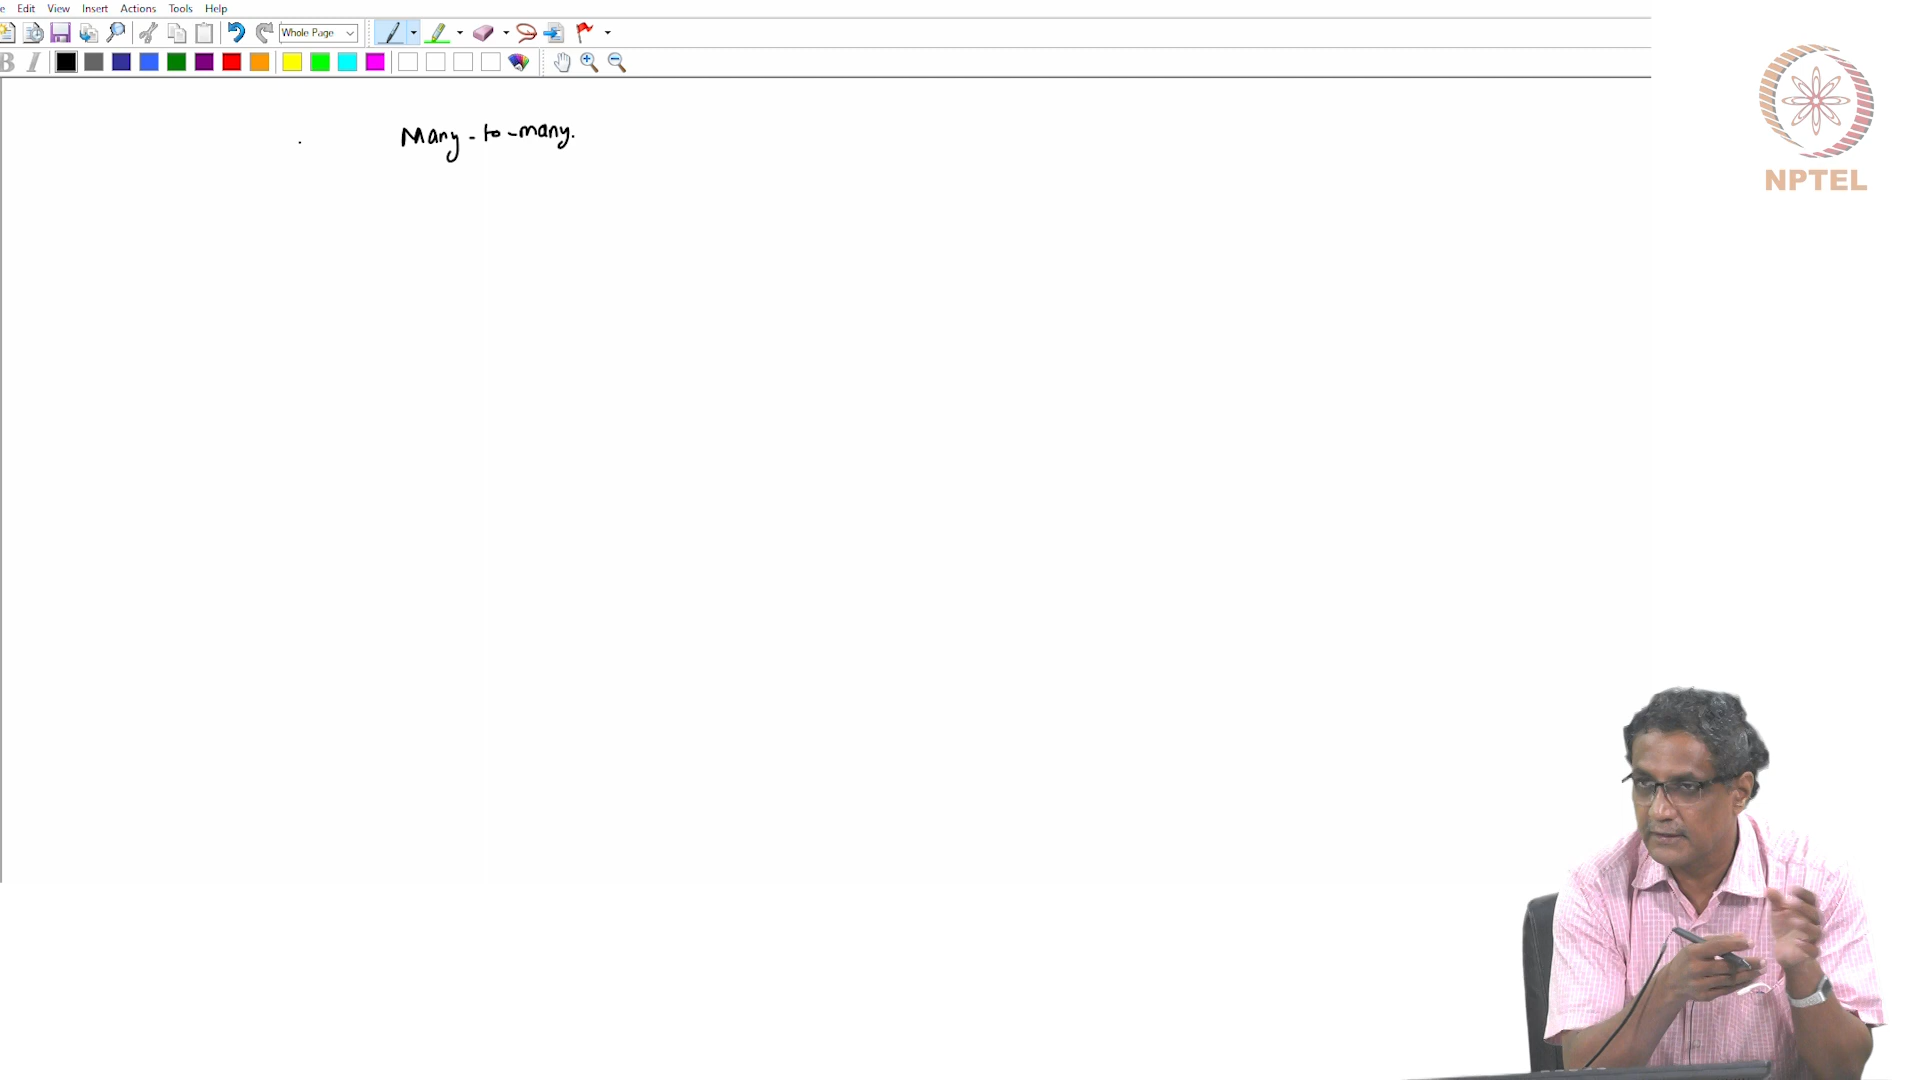 Edit View Insert Actions Tools Help
Whole Page
B I
Many-to-many.
NPTEL